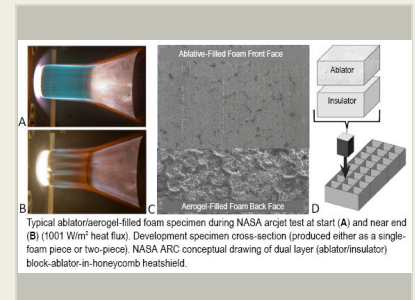 Ablative-Filled Foam Front Face
Ablator
Insulator
A
B
C
Aerogel-Filled Foam Back Face
D
Typical ablator/aerogel-filled foam specimen during NASA arcjet test at start (A) and near end
(B) (1001 W/m² heat flux). Development specimen cross-section (produced either as a single-
foam piece or two-piece). NASA ARC conceptual drawing of dual layer (ablator/insulator)
block-ablator-in-honeycomb heatshield.